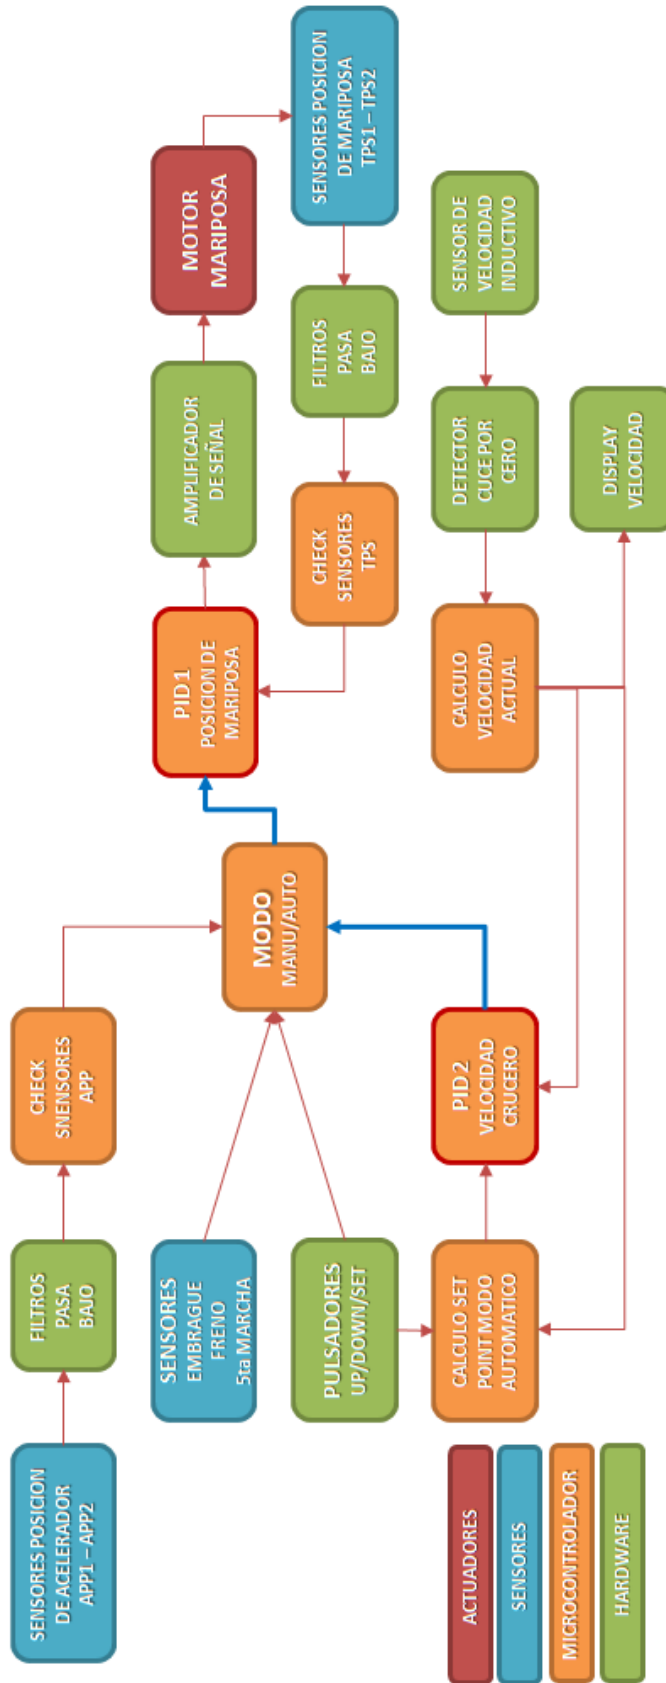 SENSORES POSICION
DE ACELERADOR
APP1 – APP2
FILTROS
PASA
BAJO
CHECK
SNENSORES
APP
SENSORES
EMBRAGUE
FRENO
5ta MARCHA
PULSADORES
UP/DOWN/SET
MODO
MANU/AUTO
PID1
POSICION DE
MARIPOSA
AMPLIFICADOR
DE SEÑAL
MOTOR
MARIPOSA
SENSORES POSICION
DE MARIPOSA
TPS1 – TPS2
FILTROS
PASA
BAJO
CHECK
SENSORES
TPS
CALCULO SET
POINT MODO
AUTOMATICO
PID2
VELOCIDAD
CRUCERO
CALCULO
VELOCIDAD
ACTUAL
DETECTOR
CUCE POR
CERO
SENSOR DE
VELOCIDAD
INDUCTIVO
DISPLAY
VELOCIDAD
ACTUADORES
SENSORES
MICROCONTROLADOR
HARDWARE